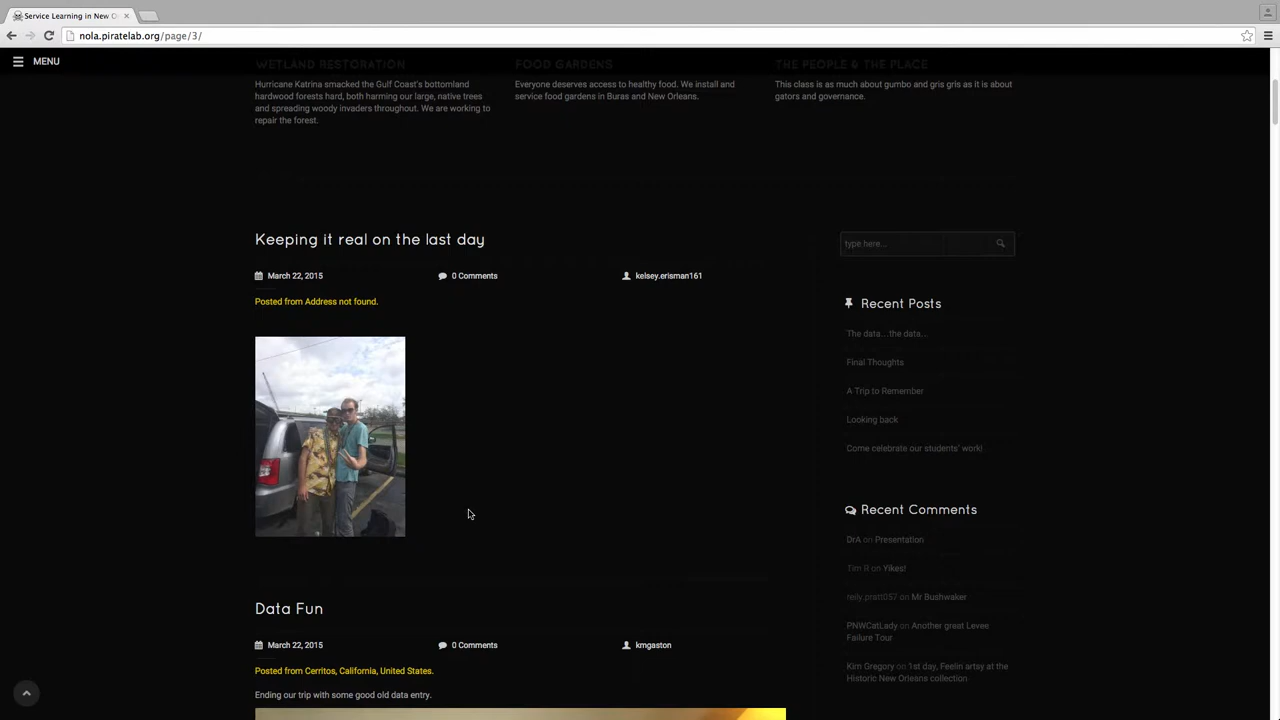 Service Learning in New O
nola.piratelab.org/page/3/
MENU
WETLAND RESTORATION
Hurricane Katrina smacked the Gulf Coast's bottomland
hardwood forests hard, both harming our large, native trees
and spreading woody invaders throughout. We are working to
repair the forest.
FOOD GARDENS
Everyone deserves access to healthy food. We install and
service food gardens in Buras and New Orleans.
THE PEOPLE & THE PLACE
This class is as much about gumbo and gris gris as it is about
gators and governance.
Keeping it real on the last day
March 22, 2015
0 Comments
kelsey.erisman161
Posted from Address not found.
Data Fun
March 22, 2015
0 Comments
kmgaston
Posted from Cerritos, California, United States.
Ending our trip with some good old data entry.
type here...
Recent Posts
The data…the data…
Final Thoughts
A Trip to Remember
Looking back
Come celebrate our students' work!
Recent Comments
DrA on Presentation
Tim R on Yikes!
reily.pratt057 on Mr Bushwaker
PNWCatLady on Another great Levee
Failure Tour
Kim Gregory on '1st day, Feelin artsy at the
Historic New Orleans collection